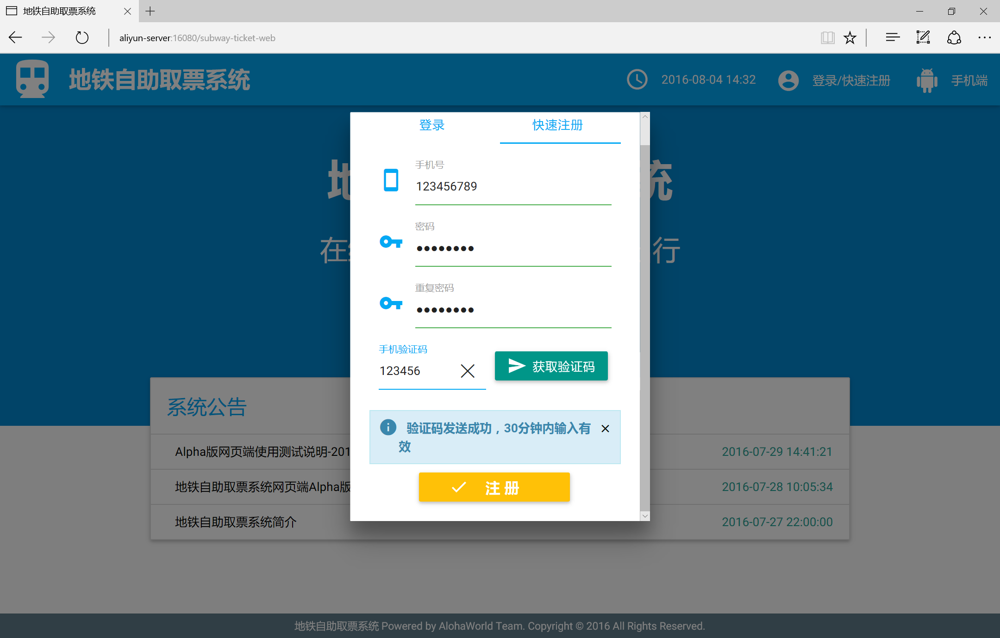 地铁自助取票系统
aliyun-server:16080/subway-ticket-web
地铁自助取票系统
2016-08-04 14:32
登录/快速注册
手机端
登录
快速注册
手机号
123456789
密码
••••••••
重复密码
••••••••
手机验证码
123456
获取验证码
验证码发送成功，30分钟内输入有
效
注 册
在
行
系统公告
Alpha版网页端使用测试说明-201
2016-07-29 14:41:21
地铁自助取票系统网页端Alpha版
2016-07-28 10:05:34
地铁自助取票系统简介
2016-07-27 22:00:00
地铁自助取票系统 Powered by AlohaWorld Team. Copyright © 2016 All Rights Reserved.